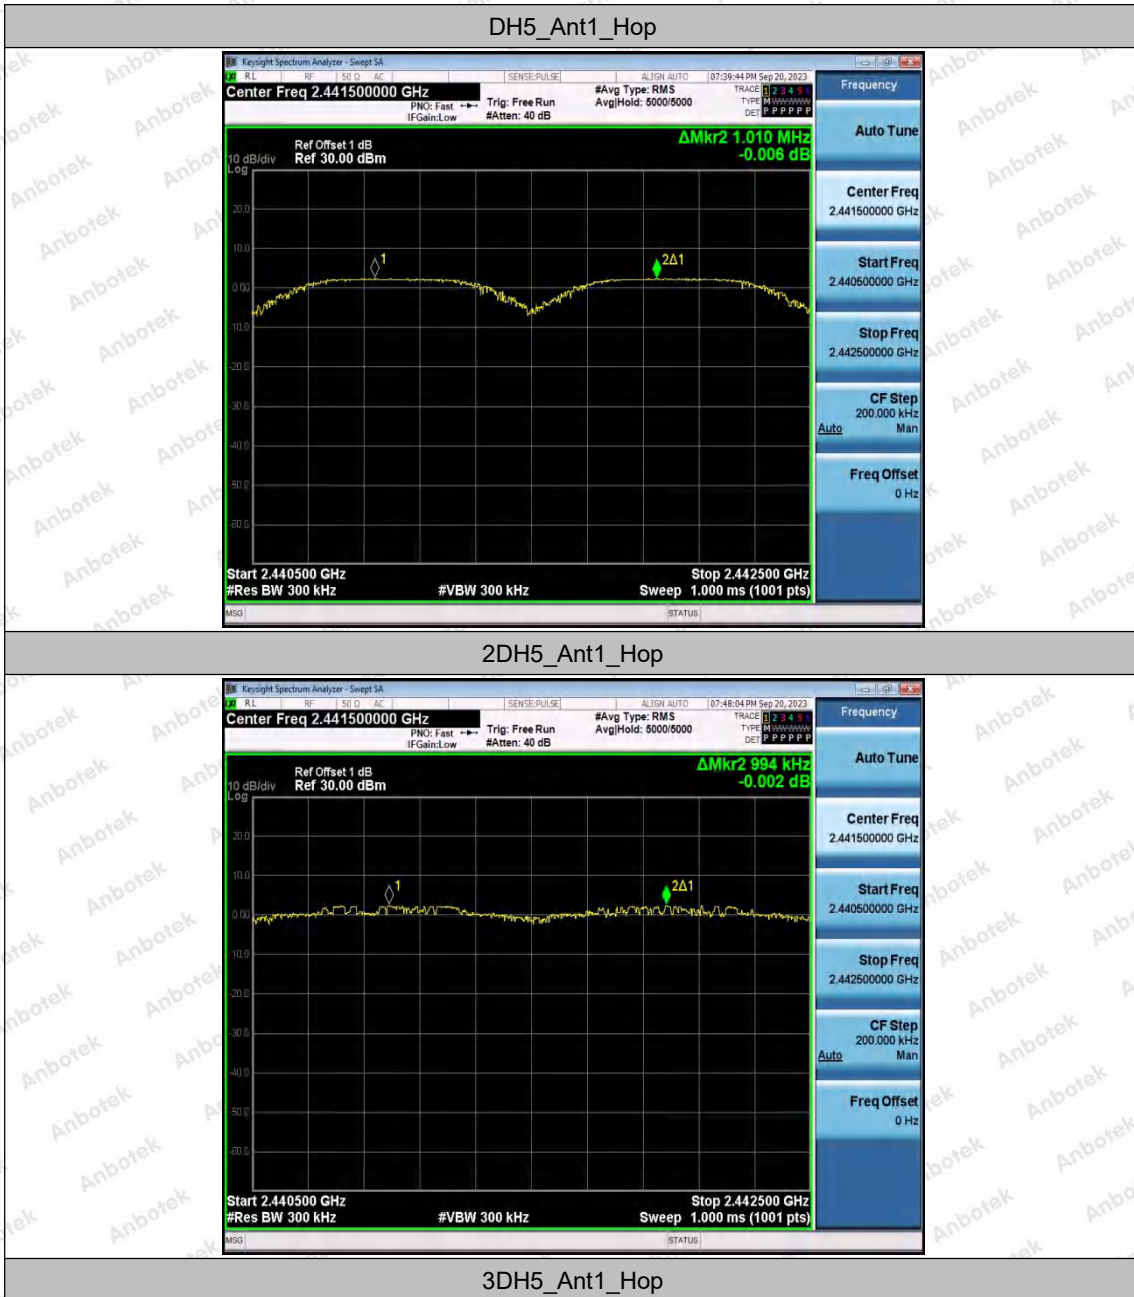 DH5_Ant1_Hop
Keysight Spectrum Analyzer - Swept SA
RL RF 50 Ω AC SENSE:PULSE ALIGN AUTO 07:39:44 PM Sep 20, 2023
Center Freq 2.441500000 GHz
PNO: Fast
IFGain:Low
Trig: Free Run
#Atten: 40 dB
#Avg Type: RMS
Avg|Hold: 5000/5000
TRACE 1 2 3 4 5 6
TYPE M
DET P P P P P P
Ref Offset 1 dB
10 dB/div Ref 30.00 dBm
Log
ΔMkr2 1.010 MHz
-0.006 dB
20.0
10.0
0.00
-10.0
-20.0
-30.0
-40.0
-50.0
-60.0
1
2Δ1
Start 2.440500 GHz
#Res BW 300 kHz
#VBW 300 kHz
Stop 2.442500 GHz
Sweep 1.000 ms (1001 pts)
MSG
STATUS
Frequency
Auto Tune
Center Freq
2.441500000 GHz
Start Freq
2.440500000 GHz
Stop Freq
2.442500000 GHz
CF Step
200.000 kHz
Auto Man
Freq Offset
0 Hz
2DH5_Ant1_Hop
Keysight Spectrum Analyzer - Swept SA
RL RF 50 Ω AC SENSE:PULSE ALIGN AUTO 07:48:04 PM Sep 20, 2023
Center Freq 2.441500000 GHz
PNO: Fast
IFGain:Low
Trig: Free Run
#Atten: 40 dB
#Avg Type: RMS
Avg|Hold: 5000/5000
TRACE 1 2 3 4 5 6
TYPE M
DET P P P P P P
Ref Offset 1 dB
10 dB/div Ref 30.00 dBm
Log
ΔMkr2 994 kHz
-0.002 dB
20.0
10.0
0.00
-10.0
-20.0
-30.0
-40.0
-50.0
-60.0
1
2Δ1
Start 2.440500 GHz
#Res BW 300 kHz
#VBW 300 kHz
Stop 2.442500 GHz
Sweep 1.000 ms (1001 pts)
MSG
STATUS
Frequency
Auto Tune
Center Freq
2.441500000 GHz
Start Freq
2.440500000 GHz
Stop Freq
2.442500000 GHz
CF Step
200.000 kHz
Auto Man
Freq Offset
0 Hz
3DH5_Ant1_Hop
Anbotek